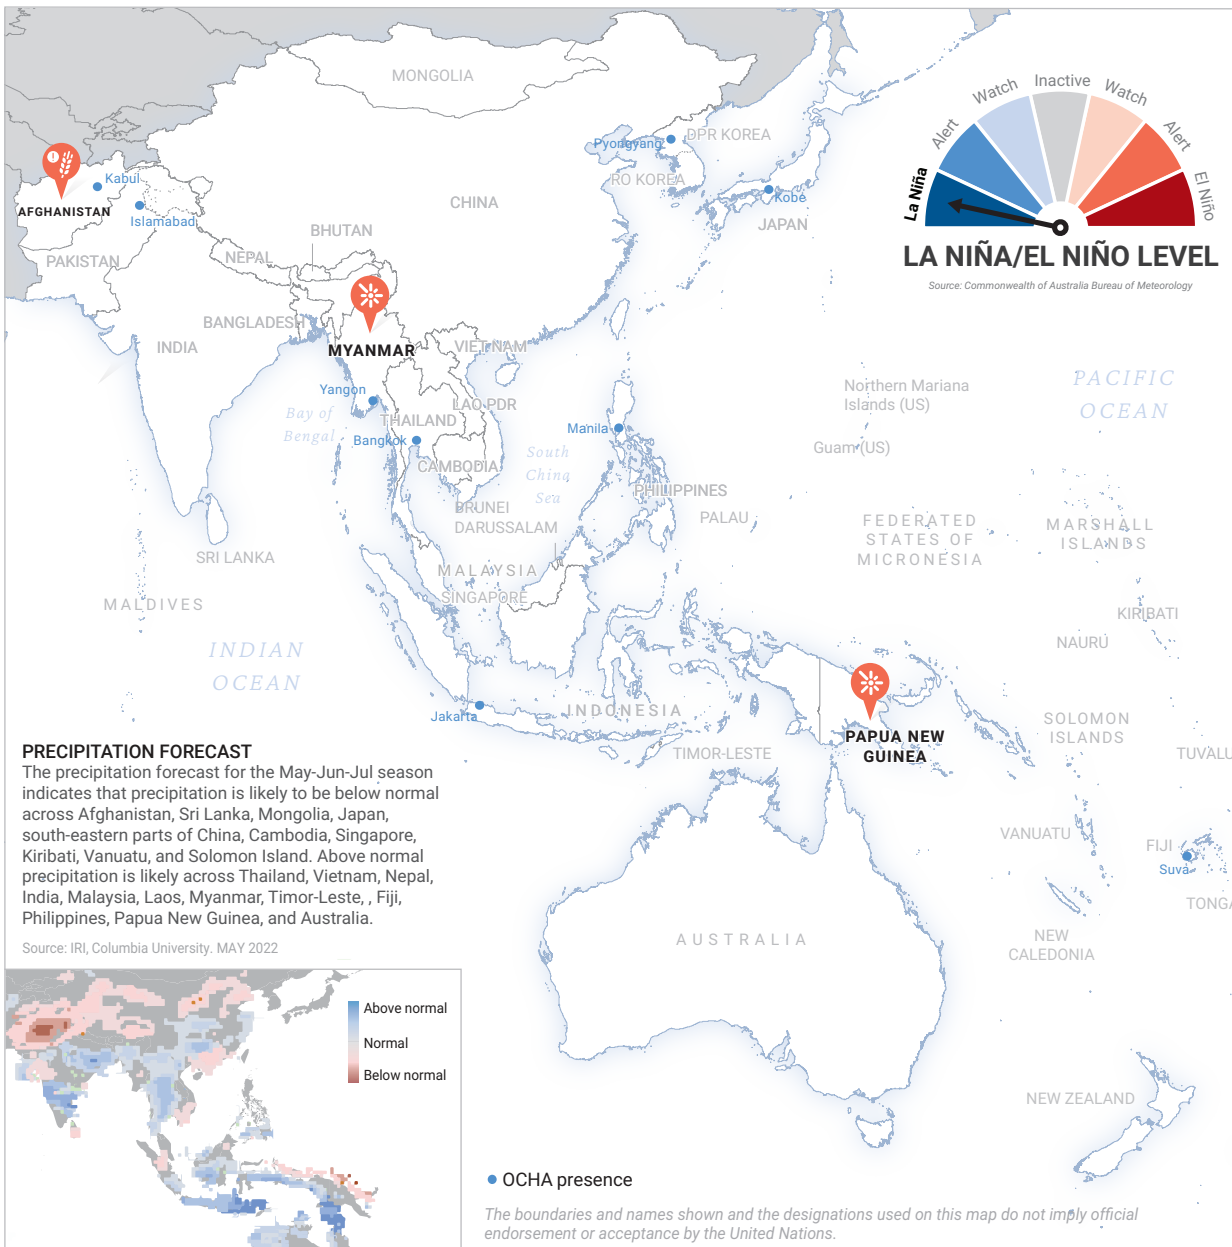 MONGOLIA
Watch
Inactive
Watch
Alert
Alert
La Niña
El Niño
LA NIÑA/EL NIÑO LEVEL
Source: Commonwealth of Australia Bureau of Meteorology
Pyongyang
DPR KOREA
RO KOREA
Kobe
JAPAN
Kabul
AFGHANISTAN
Islamabad
PAKISTAN
CHINA
BHUTAN
NEPAL
BANGLADESH
INDIA
MYANMAR
VIET NAM
Yangon
LAO PDR
THAILAND
Bay of
Bengal
Bangkok
CAMBODIA
Manila
South
China
Sea
PHILIPPINES
Northern Mariana
Islands (US)
Guam (US)
PACIFIC
OCEAN
BRUNEI
DARUSSALAM
PALAU
FEDERATED
STATES OF
MICRONESIA
MARSHALL
ISLANDS
SRI LANKA
MALAYSIA
SINGAPORE
MALDIVES
KIRIBATI
NAURU
INDIAN
OCEAN
Jakarta
INDONESIA
PAPUA NEW
GUINEA
SOLOMON
ISLANDS
TIMOR-LESTE
TUVALU
VANUATU
FIJI
Suva
TONGA
NEW
CALEDONIA
AUSTRALIA
NEW ZEALAND
PRECIPITATION FORECAST
The precipitation forecast for the May-Jun-Jul season
indicates that precipitation is likely to be below normal
across Afghanistan, Sri Lanka, Mongolia, Japan,
south-eastern parts of China, Cambodia, Singapore,
Kiribati, Vanuatu, and Solomon Island. Above normal
precipitation is likely across Thailand, Vietnam, Nepal,
India, Malaysia, Laos, Myanmar, Timor-Leste, , Fiji,
Philippines, Papua New Guinea, and Australia.
Source: IRI, Columbia University. MAY 2022
Above normal
Normal
Below normal
OCHA presence
The boundaries and names shown and the designations used on this map do not imply official
endorsement or acceptance by the United Nations.